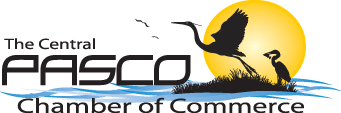 The Central
PASCO
Chamber of Commerce